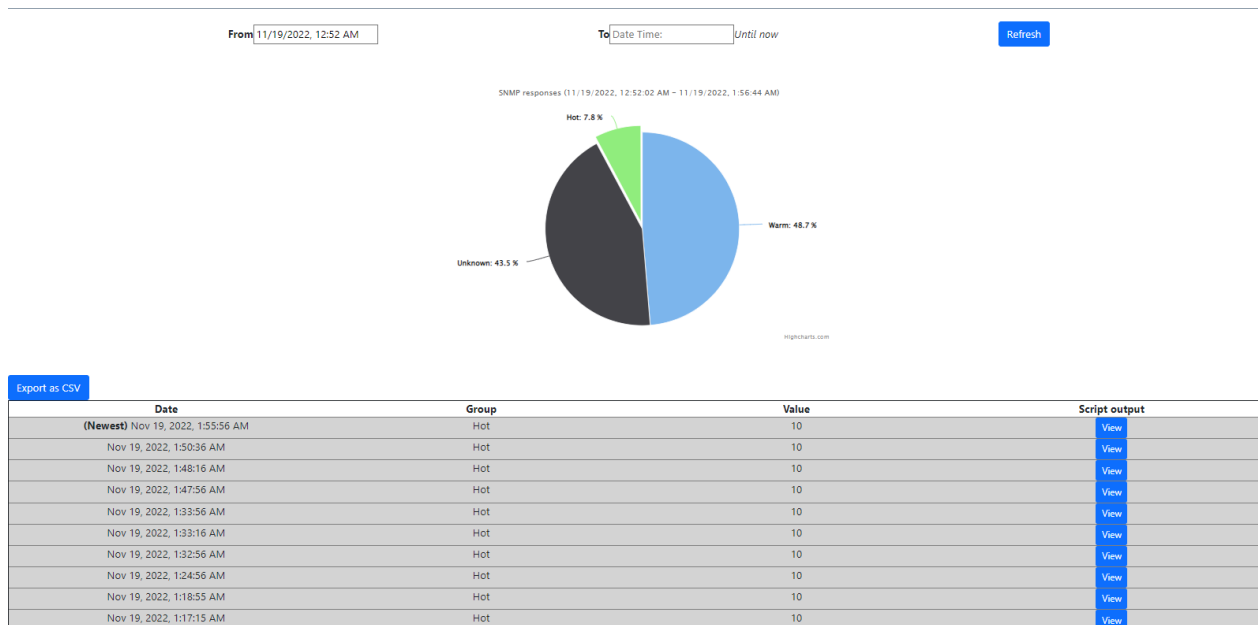 From 11/19/2022, 12:52 AM To Date Time: Until now Refresh
SNMP responses (11/19/2022, 12:52:02 AM - 11/19/2022, 1:56:44 AM)
Hot: 7.8 %
Warm: 48.7 %
Unknown: 43.5 %
Highcharts.com
Export as CSV
Date Group Value Script output
(Newest) Nov 19, 2022, 1:55:56 AM Hot 10 View
Nov 19, 2022, 1:50:36 AM Hot 10 View
Nov 19, 2022, 1:48:16 AM Hot 10 View
Nov 19, 2022, 1:47:56 AM Hot 10 View
Nov 19, 2022, 1:33:56 AM Hot 10 View
Nov 19, 2022, 1:33:16 AM Hot 10 View
Nov 19, 2022, 1:32:56 AM Hot 10 View
Nov 19, 2022, 1:24:56 AM Hot 10 View
Nov 19, 2022, 1:18:55 AM Hot 10 View
Nov 19, 2022, 1:17:15 AM Hot 10 View